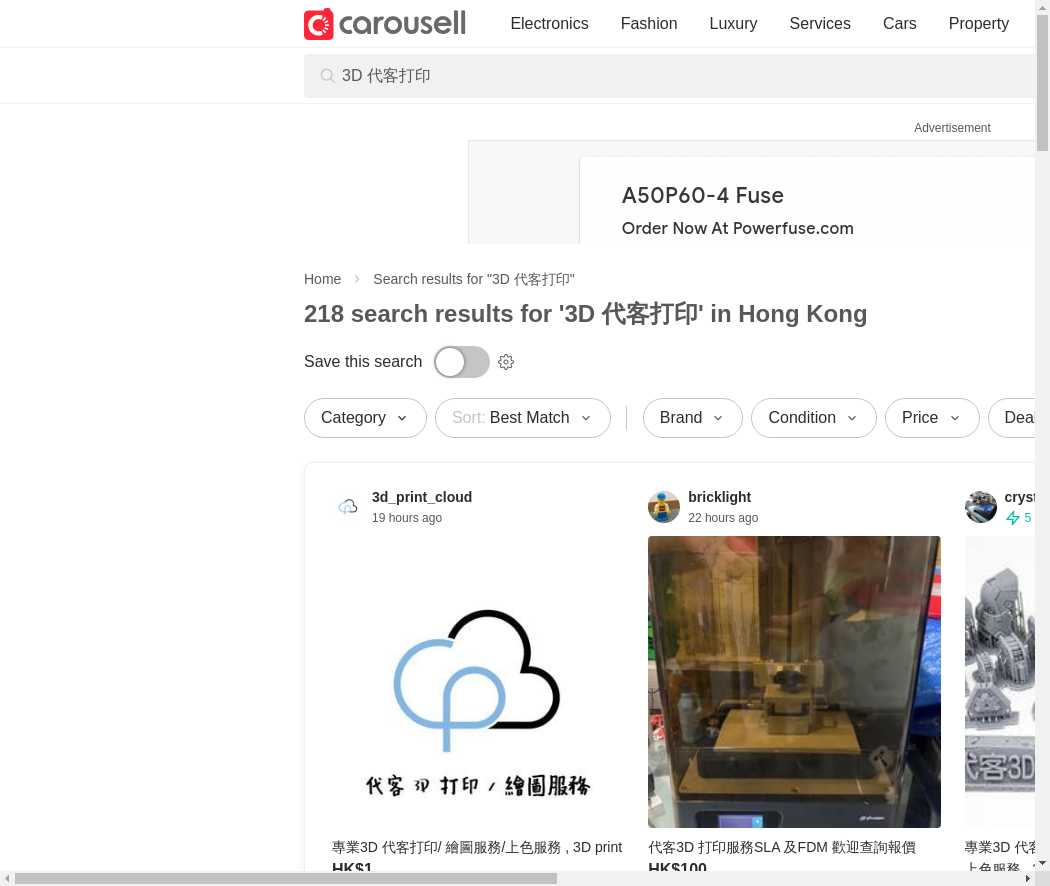 carousell
Electronics
Fashion
Luxury
Services
Cars
Property
3D 代客打印
Advertisement
A50P60-4 Fuse
Order Now At Powerfuse.com
Home
Search results for "3D 代客打印"
218 search results for '3D 代客打印' in Hong Kong
Save this search
Category
Sort: Best Match
Brand
Condition
Price
Deal
3d_print_cloud
19 hours ago
bricklight
22 hours ago
cryst
5
代客 3D 打印 / 繪圖服務
代客3D
專業3D 代客打印/ 繪圖服務/上色服務 , 3D print
HK$1
代客3D 打印服務SLA 及FDM 歡迎查詢報價
HK$100
專業3D 代客
上色服務